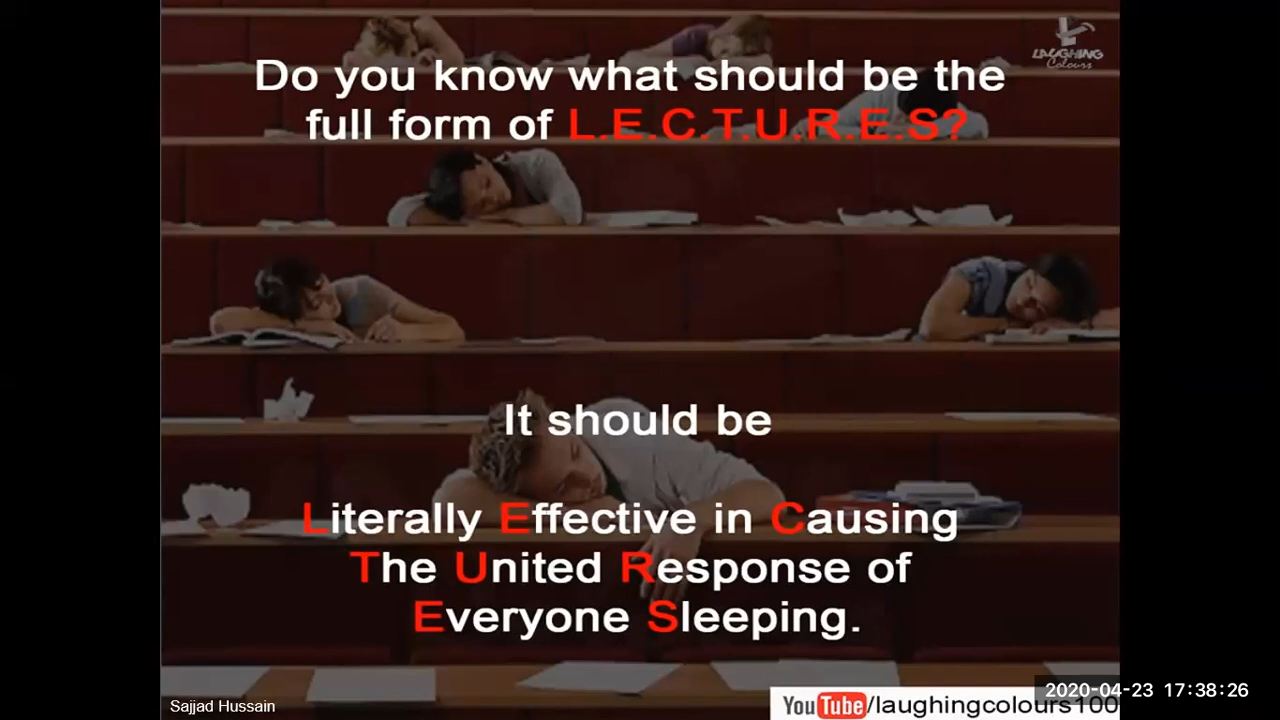 LAUGHING
Colours
Do you know what should be the
full form of L.E.C.T.U.R.E.S?
It should be
Literally Effective in Causing
The United Response of
Everyone Sleeping.
Sajjad Hussain
YouTube/laughingcolours100
2020-04-23 17:38:26